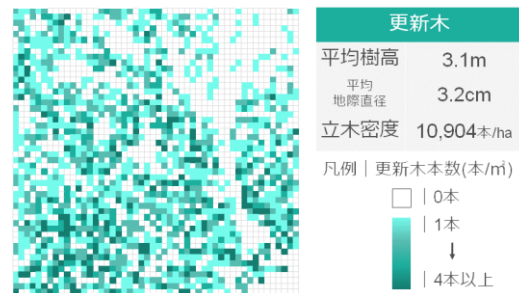 更新木
平均樹高 3.1m
平均
地際直径 3.2cm
立木密度 10,904本/ha
凡例｜更新木本数(本/㎡)
｜0本
｜1本
↓
｜4本以上